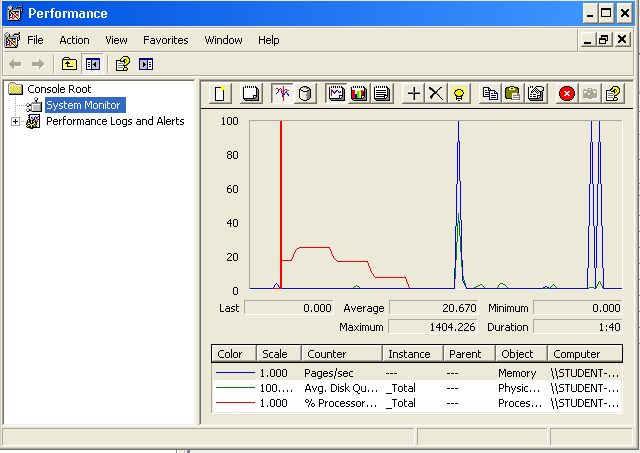 Performance
File Action View Favorites Window Help
Console Root
System Monitor
Performance Logs and Alerts
100
80
60
40
20
0
Last 0.000 Average 20.670 Minimum 0.000
Maximum 1404.226 Duration 1:40
Color Scale Counter Instance Parent Object Computer
1.000 Pages/sec --- --- Memory \\STUDENT-...
100.... Avg. Disk Qu... _Total --- Physic... \\STUDENT-...
1.000 % Processor... _Total --- Proces... \\STUDENT-...